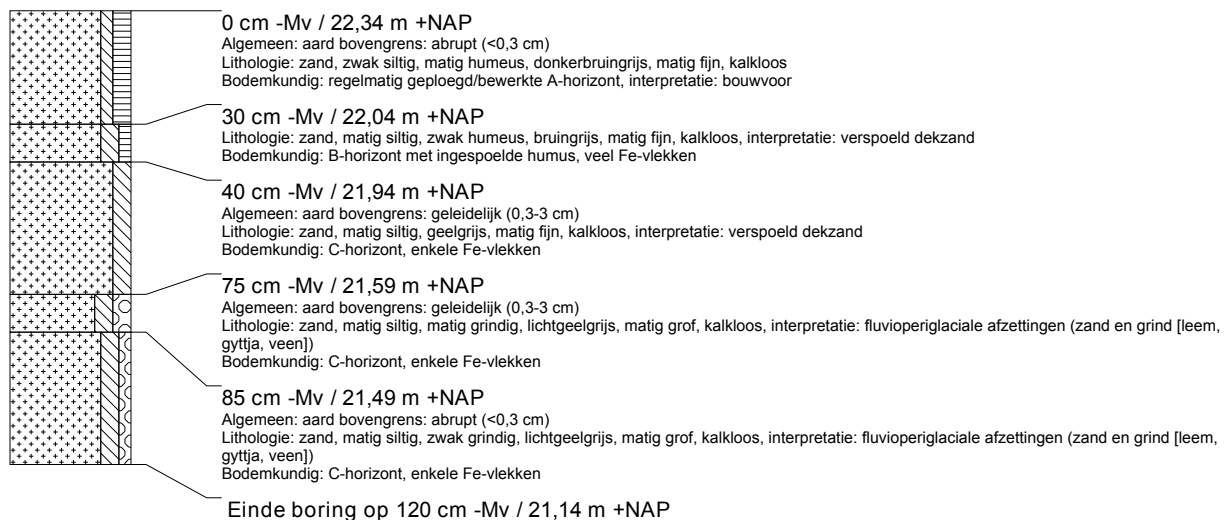 0 cm -Mv / 22,34 m +NAP
Algemeen: aard bovengrens: abrupt (<0,3 cm)
Lithologie: zand, zwak siltig, matig humeus, donkerbruingrijs, matig fijn, kalkloos
Bodemkundig: regelmatig geploegd/bewerkte A-horizont, interpretatie: bouwvoor
30 cm -Mv / 22,04 m +NAP
Lithologie: zand, matig siltig, zwak humeus, bruingrijs, matig fijn, kalkloos, interpretatie: verspoeld dekzand
Bodemkundig: B-horizont met ingespoelde humus, veel Fe-vlekken
40 cm -Mv / 21,94 m +NAP
Algemeen: aard bovengrens: geleidelijk (0,3-3 cm)
Lithologie: zand, matig siltig, geelgrijs, matig fijn, kalkloos, interpretatie: verspoeld dekzand
Bodemkundig: C-horizont, enkele Fe-vlekken
75 cm -Mv / 21,59 m +NAP
Algemeen: aard bovengrens: geleidelijk (0,3-3 cm)
Lithologie: zand, matig siltig, matig grindig, lichtgeelgrijs, matig grof, kalkloos, interpretatie: fluvioperiglaciale afzettingen (zand en grind [leem,
gyttja, veen])
Bodemkundig: C-horizont, enkele Fe-vlekken
85 cm -Mv / 21,49 m +NAP
Algemeen: aard bovengrens: abrupt (<0,3 cm)
Lithologie: zand, matig siltig, zwak grindig, lichtgeelgrijs, matig grof, kalkloos, interpretatie: fluvioperiglaciale afzettingen (zand en grind [leem,
gyttja, veen])
Bodemkundig: C-horizont, enkele Fe-vlekken
Einde boring op 120 cm -Mv / 21,14 m +NAP